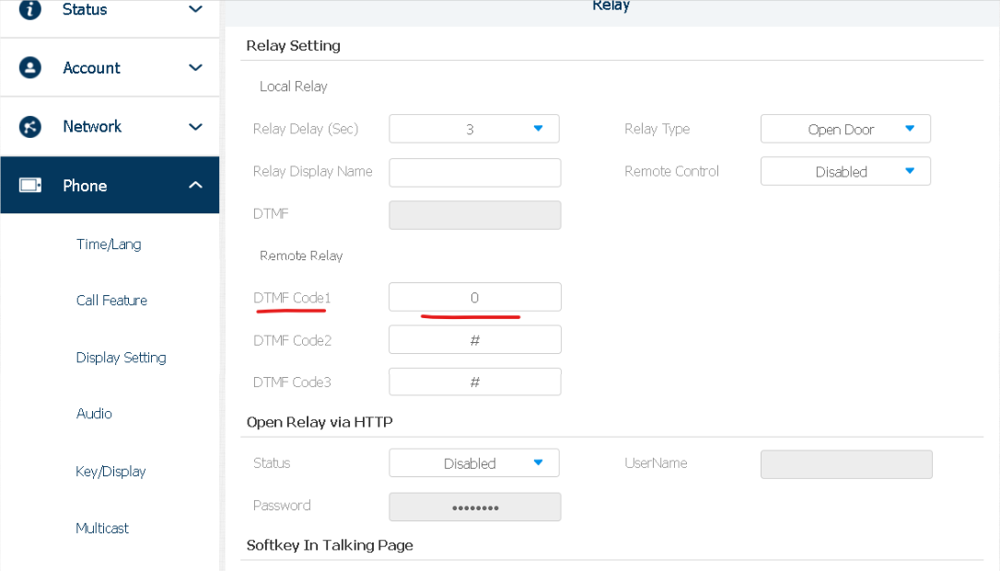 Status
Account
Network
Phone
Time/Lang
Call Feature
Display Setting
Audio
Key/Display
Multicast
Relay
Relay Setting
Local Relay
Relay Delay (Sec) 3 Relay Type Open Door
Relay Display Name Remote Control Disabled
DTMF
Remote Relay
DTMF Code1 0
DTMF Code2 #
DTMF Code3 #
Open Relay via HTTP
Status Disabled UserName
Password ••••••••
Softkey In Talking Page